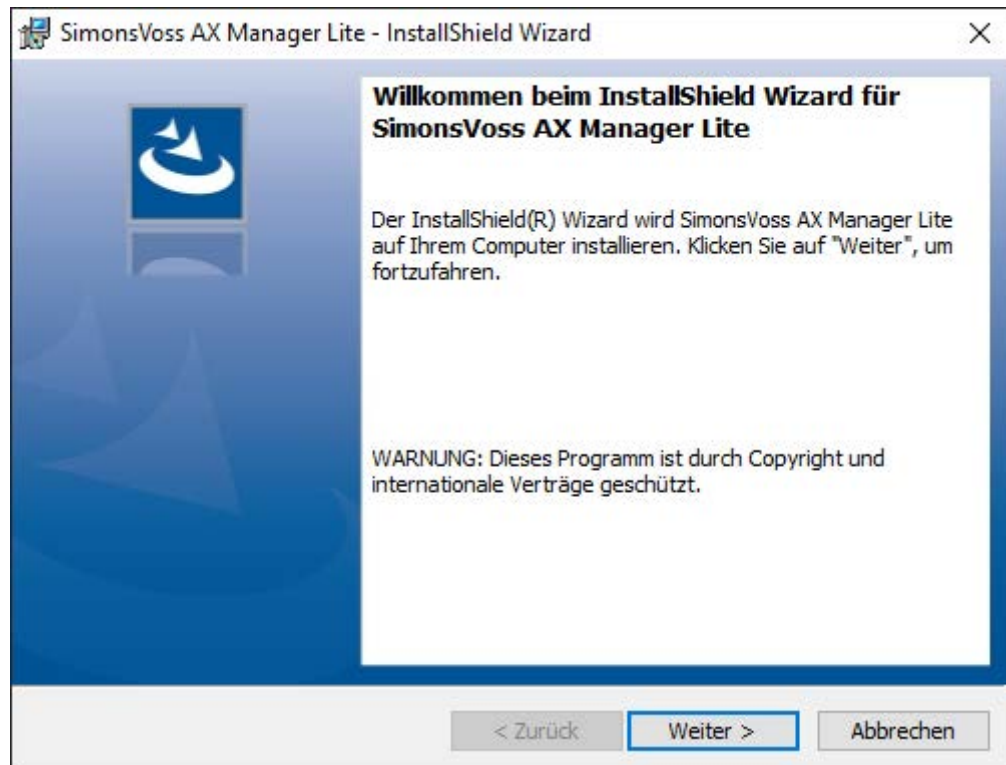 SimonsVoss AX Manager Lite - InstallShield Wizard
Willkommen beim InstallShield Wizard für
SimonsVoss AX Manager Lite
Der InstallShield(R) Wizard wird SimonsVoss AX Manager Lite
auf Ihrem Computer installieren. Klicken Sie auf "Weiter", um
fortzufahren.
WARNUNG: Dieses Programm ist durch Copyright und
internationale Verträge geschützt.
< Zurück Weiter > Abbrechen